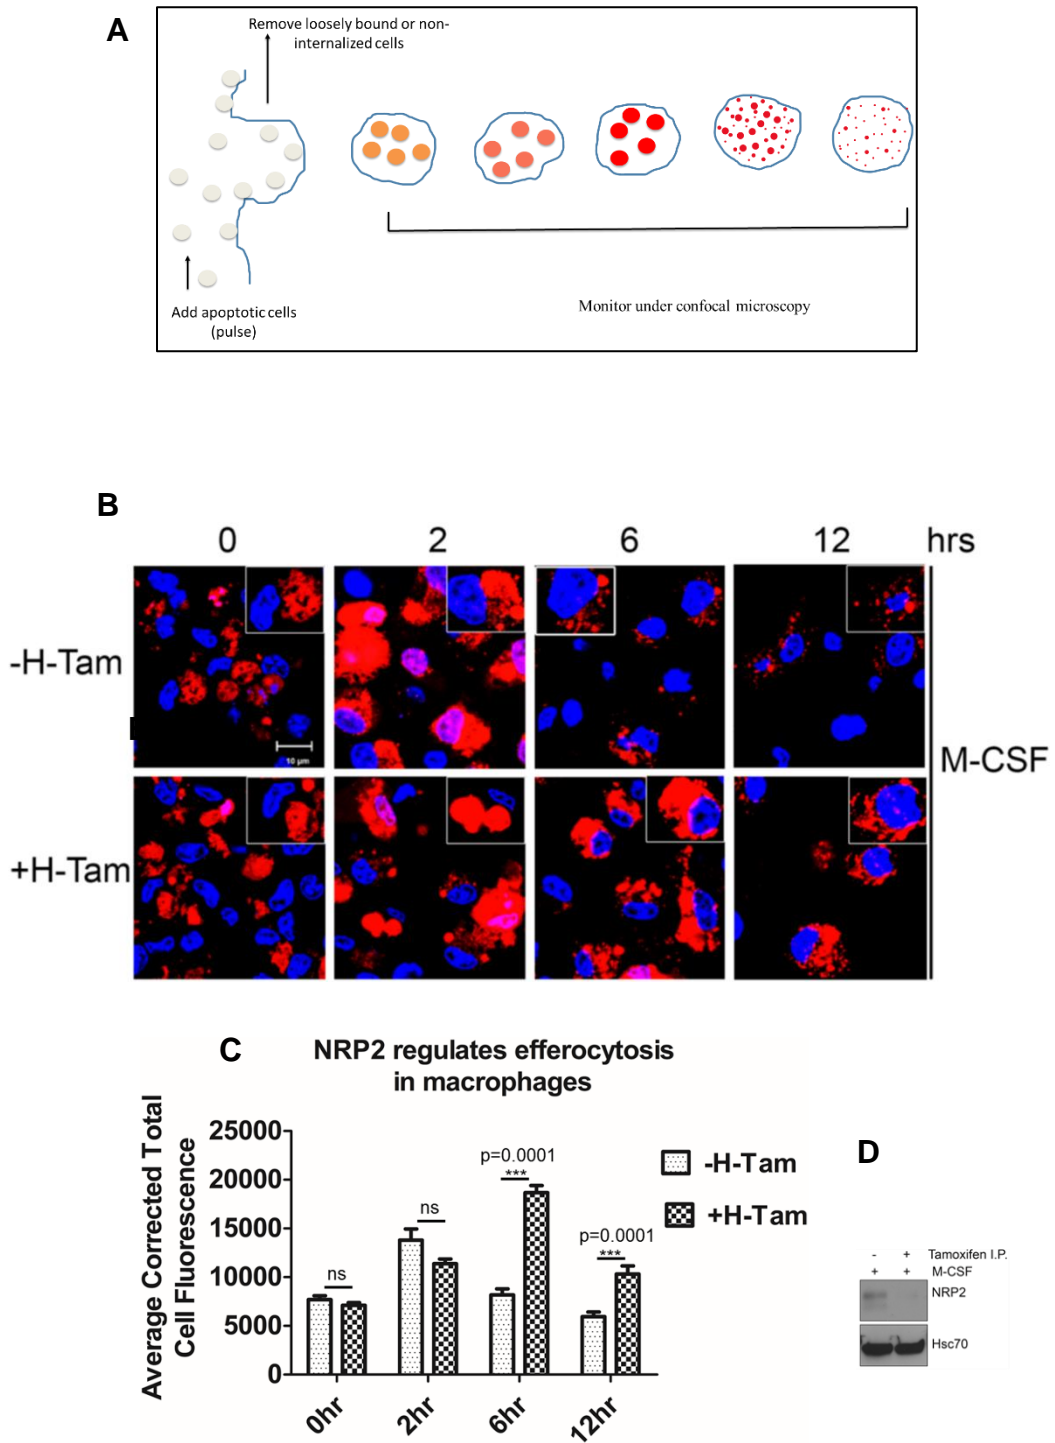 A
Remove loosely bound or non-
internalized cells
Add apoptotic cells
(pulse)
Monitor under confocal microscopy
B
0 2 6 12 hrs
-H-Tam
10 µm
M-CSF
+H-Tam
C
NRP2 regulates efferocytosis
in macrophages
Average Corrected Total
Cell Fluorescence
25000
20000
15000
10000
5000
0
ns
ns
p=0.0001
***
p=0.0001
***
0hr
2hr
6hr
12hr
-H-Tam
+H-Tam
D
- + Tamoxifen I.P.
+ + M-CSF
NRP2
Hsc70